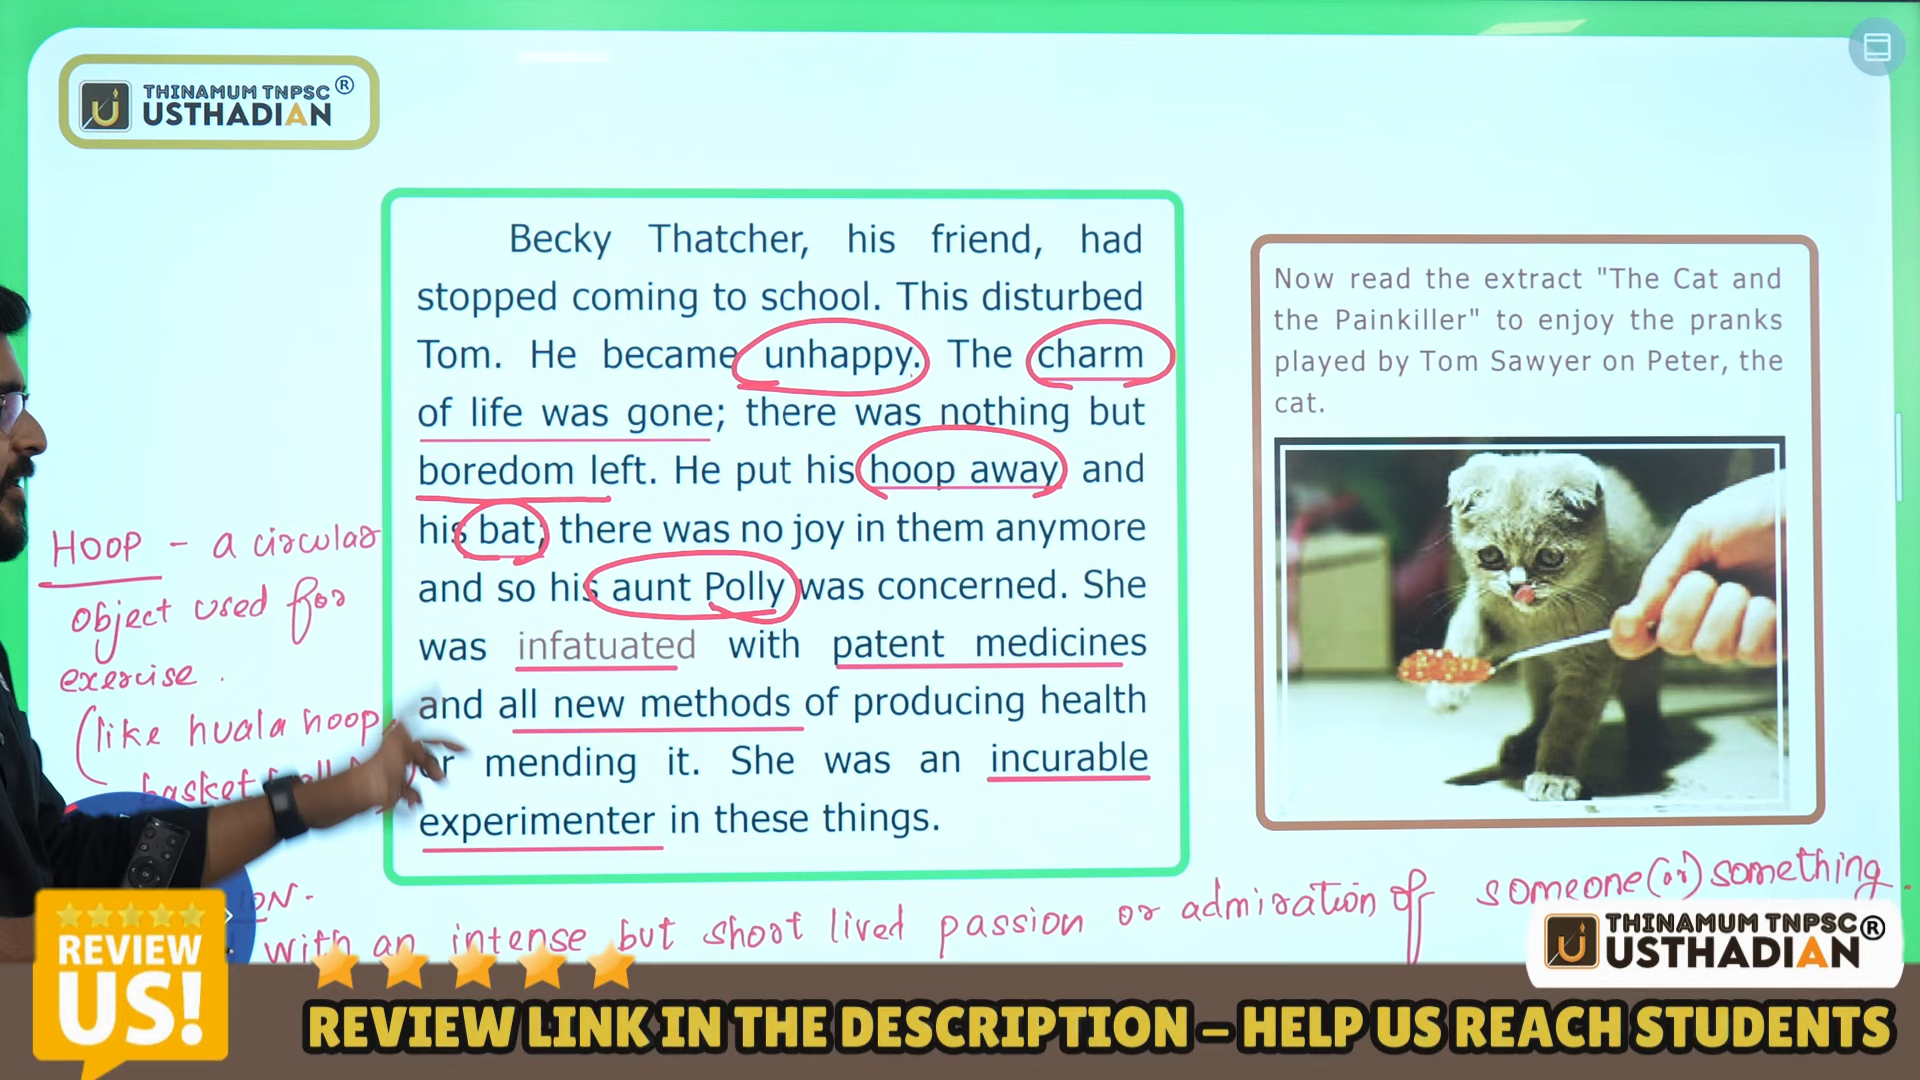 THINAMUM TNPSC ®
USTHADIAN
Becky Thatcher, his friend, had
stopped coming to school. This disturbed
Tom. He became unhappy. The charm
of life was gone; there was nothing but
boredom left. He put his hoop away and
his bat; there was no joy in them anymore
and so his aunt Polly was concerned. She
was infatuated with patent medicines
and all new methods of producing health
or mending it. She was an incurable
experimenter in these things.
Now read the extract "The Cat and
the Painkiller" to enjoy the pranks
played by Tom Sawyer on Peter, the
cat.
HOOP - a circular
object used for
exercise.
(like huala hoop
basket
with an intense but short lived passion or admiration of someone (or) something.
THINAMUM TNPSC ®
USTHADIAN
REVIEW
US!
REVIEW LINK IN THE DESCRIPTION – HELP US REACH STUDENTS